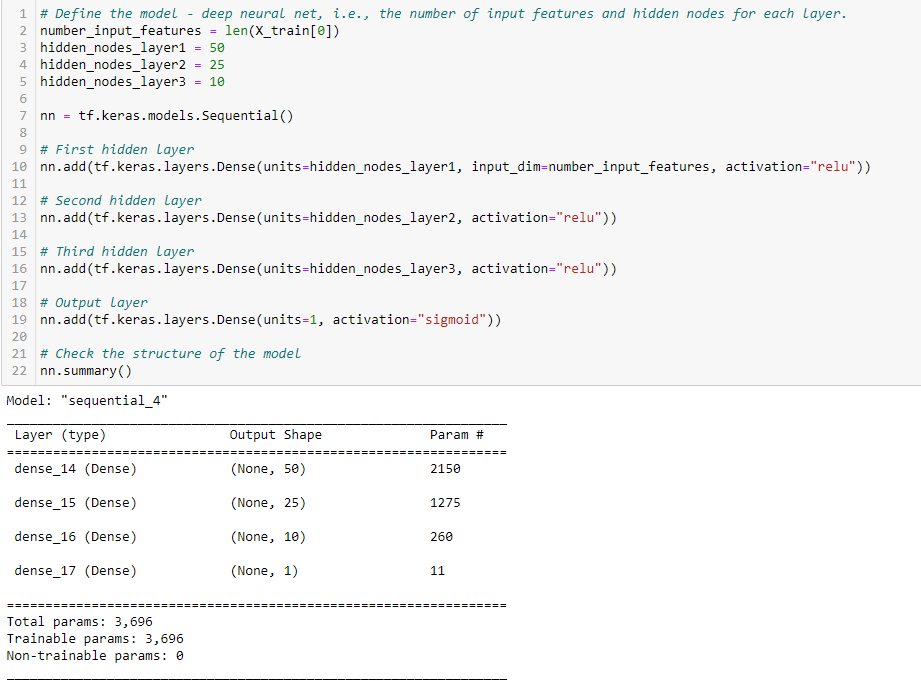 1 # Define the model - deep neural net, i.e., the number of input features and hidden nodes for each layer.
2 number_input_features = len(X_train[0])
3 hidden_nodes_layer1 = 50
4 hidden_nodes_layer2 = 25
5 hidden_nodes_layer3 = 10
6
7 nn = tf.keras.models.Sequential()
8
9 # First hidden layer
10 nn.add(tf.keras.layers.Dense(units=hidden_nodes_layer1, input_dim=number_input_features, activation="relu"))
11
12 # Second hidden layer
13 nn.add(tf.keras.layers.Dense(units=hidden_nodes_layer2, activation="relu"))
14
15 # Third hidden layer
16 nn.add(tf.keras.layers.Dense(units=hidden_nodes_layer3, activation="relu"))
17
18 # Output layer
19 nn.add(tf.keras.layers.Dense(units=1, activation="sigmoid"))
20
21 # Check the structure of the model
22 nn.summary()
Model: "sequential_4"
_________________________________________________________________
Layer (type) Output Shape Param #
=================================================================
dense_14 (Dense) (None, 50) 2150
dense_15 (Dense) (None, 25) 1275
dense_16 (Dense) (None, 10) 260
dense_17 (Dense) (None, 1) 11
=================================================================
Total params: 3,696
Trainable params: 3,696
Non-trainable params: 0
_________________________________________________________________